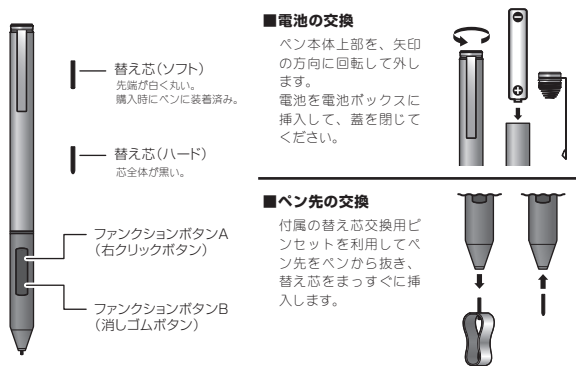 替え芯(ソフト)
先端が白く丸い。
購入時にペンに装着済み。
替え芯(ハード)
芯全体が黒い。
ファンクションボタンA
(右クリックボタン)
ファンクションボタンB
(消しゴムボタン)
■電池の交換
ペン本体上部を、矢印
の方向に回転して外し
ます。
電池を電池ボックスに
挿入して、蓋を閉じて
ください。
■ペン先の交換
付属の替え芯交換用ピ
ンセットを利用してペ
ン先をペンから抜き、
替え芯をまっすぐに挿
入します。